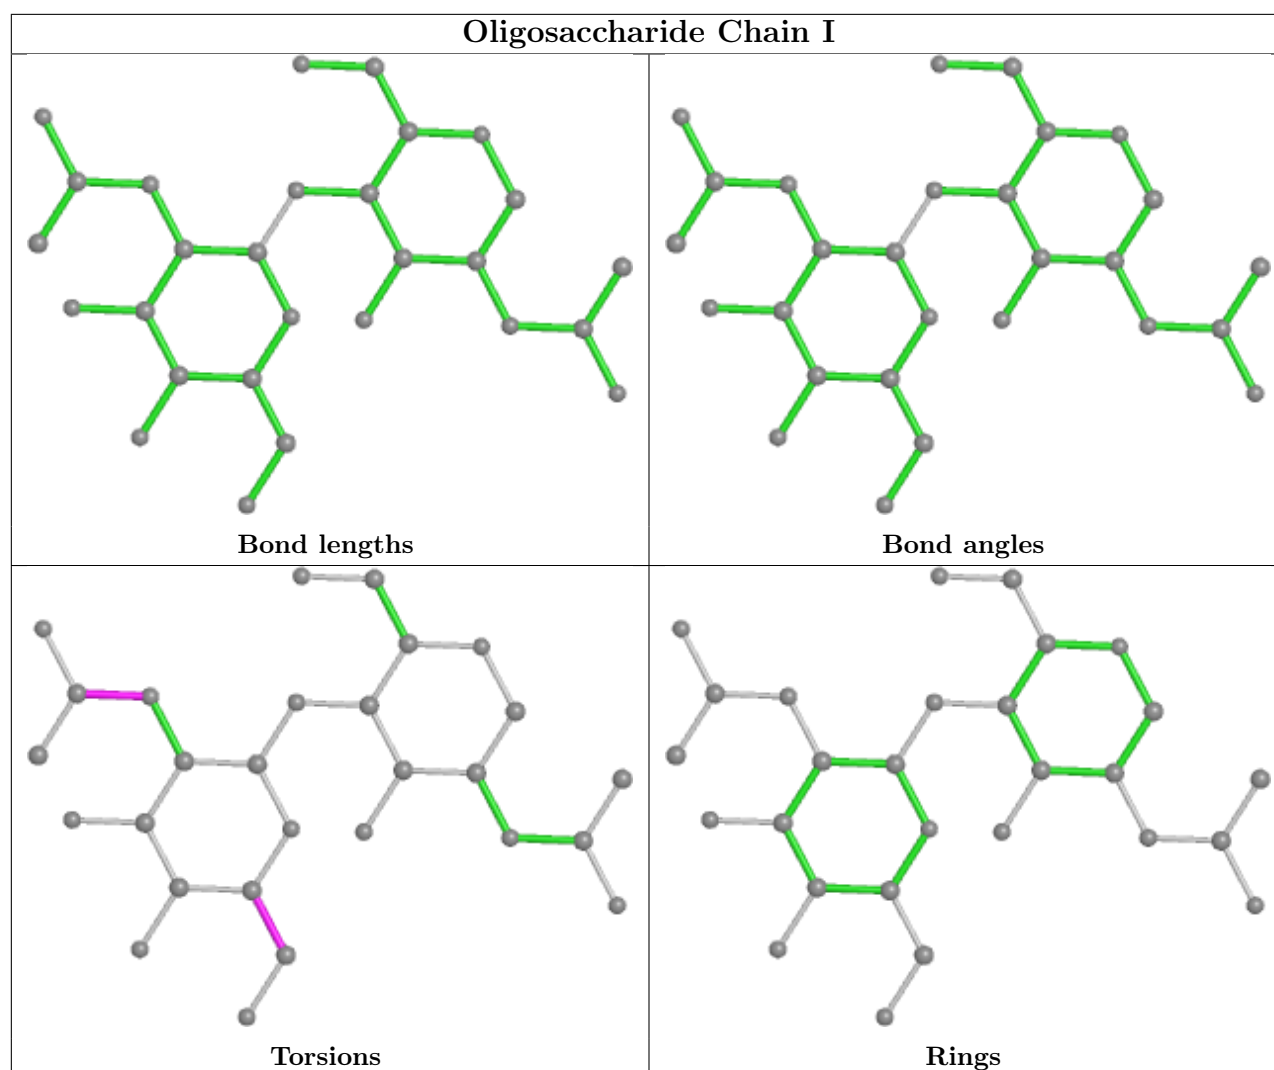 Oligosaccharide Chain I
Bond lengths
Bond angles
Torsions
Rings